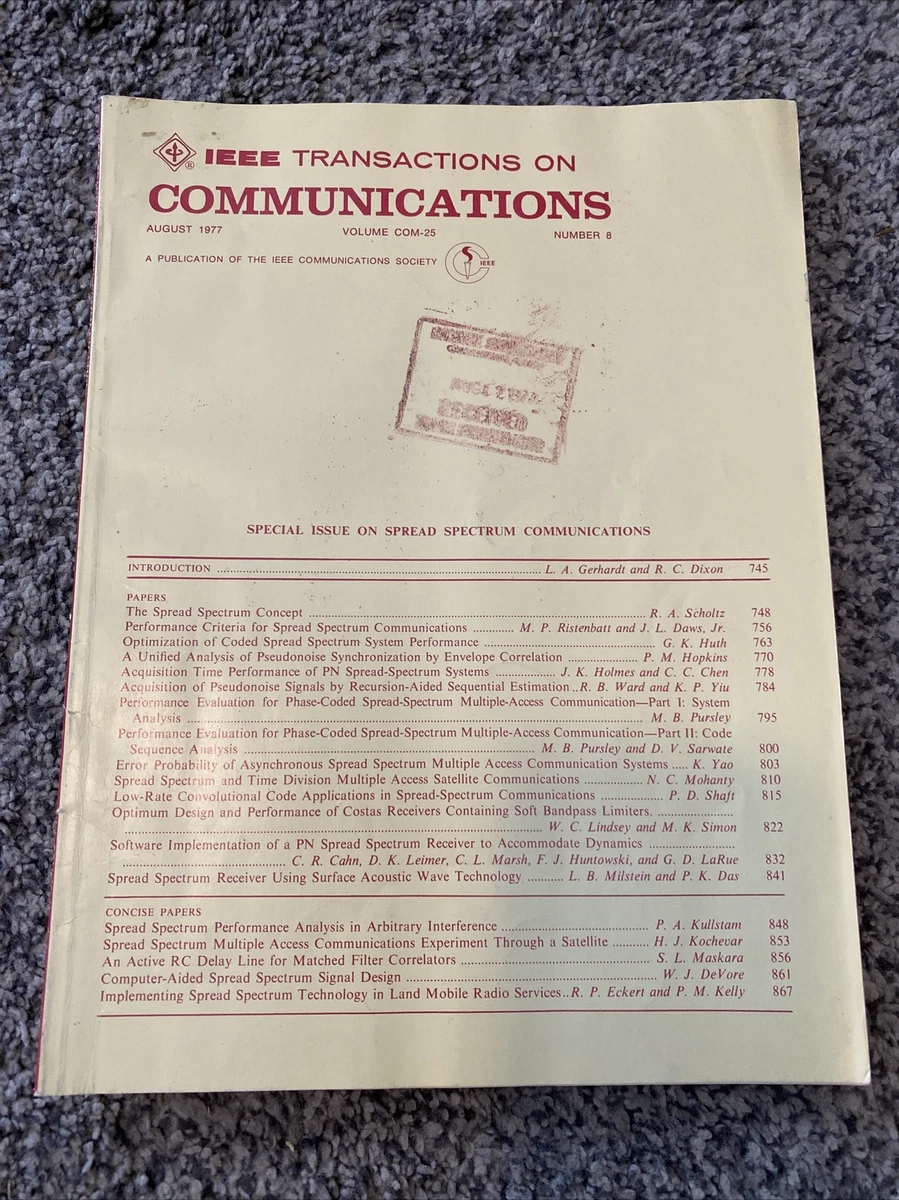 IEEE TRANSACTIONS ON
COMMUNICATIONS
AUGUST 1977 VOLUME COM-25 NUMBER 8
A PUBLICATION OF THE IEEE COMMUNICATIONS SOCIETY IEEE
RECEIVED
SPECIAL ISSUE ON SPREAD SPECTRUM COMMUNICATIONS
INTRODUCTION ........ L. A. Gerhardt and R. C. Dixon 745
PAPERS
The Spread Spectrum Concept ........ R. A. Scholtz 748
Performance Criteria for Spread Spectrum Communications ........ M. P. Ristenbatt and J. L. Daws, Jr. 756
Optimization of Coded Spread Spectrum System Performance ........ G. K. Huth 763
A Unified Analysis of Pseudonoise Synchronization by Envelope Correlation ........ P. M. Hopkins 770
Acquisition Time Performance of PN Spread-Spectrum Systems ........ J. K. Holmes and C. C. Chen 778
Acquisition of Pseudonoise Signals by Recursion-Aided Sequential Estimation .. R. B. Ward and K. P. Yiu 784
Performance Evaluation for Phase-Coded Spread-Spectrum Multiple-Access Communication—Part I: System
Analysis ........ M. B. Pursley 795
Performance Evaluation for Phase-Coded Spread-Spectrum Multiple-Access Communication—Part II: Code
Sequence Analysis ........ M. B. Pursley and D. V. Sarwate 800
Error Probability of Asynchronous Spread Spectrum Multiple Access Communication Systems ..... K. Yao 803
Spread Spectrum and Time Division Multiple Access Satellite Communications ........ N. C. Mohanty 810
Low-Rate Convolutional Code Applications in Spread-Spectrum Communications ........ P. D. Shaft 815
Optimum Design and Performance of Costas Receivers Containing Soft Bandpass Limiters. ........
........ W. C. Lindsey and M. K. Simon 822
Software Implementation of a PN Spread Spectrum Receiver to Accommodate Dynamics ........
........ C. R. Cahn, D. K. Leimer, C. L. Marsh, F. J. Huntowski, and G. D. LaRue 832
Spread Spectrum Receiver Using Surface Acoustic Wave Technology ........ L. B. Milstein and P. K. Das 841
CONCISE PAPERS
Spread Spectrum Performance Analysis in Arbitrary Interference ........ P. A. Kullstam 848
Spread Spectrum Multiple Access Communications Experiment Through a Satellite ........ H. J. Kochevar 853
An Active RC Delay Line for Matched Filter Correlators ........ S. L. Maskara 856
Computer-Aided Spread Spectrum Signal Design ........ W. J. DeVore 861
Implementing Spread Spectrum Technology in Land Mobile Radio Services .. R. P. Eckert and P. M. Kelly 867